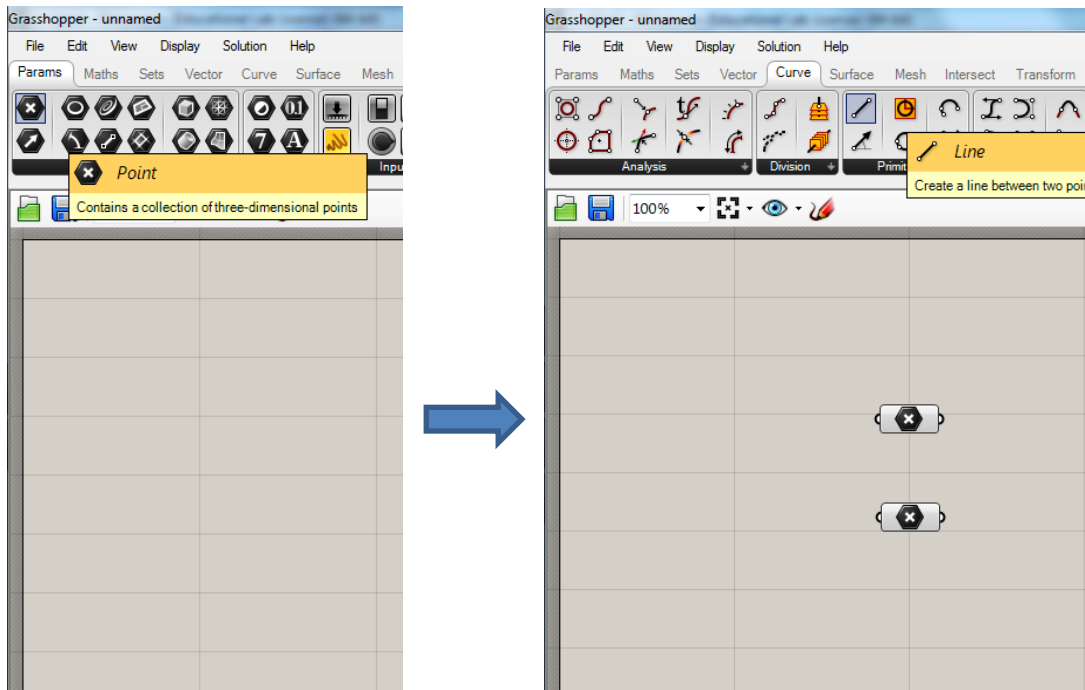 Grasshopper - unnamed
File Edit View Display Solution Help
Params Maths Sets Vector Curve Surface Mesh
0.1
7 A
Inpu
Point
Contains a collection of three-dimensional points
Grasshopper - unnamed
File Edit View Display Solution Help
Params Maths Sets Vector Curve Surface Mesh Intersect Transform
Analysis Division Primit
Line
Create a line between two poi
100%